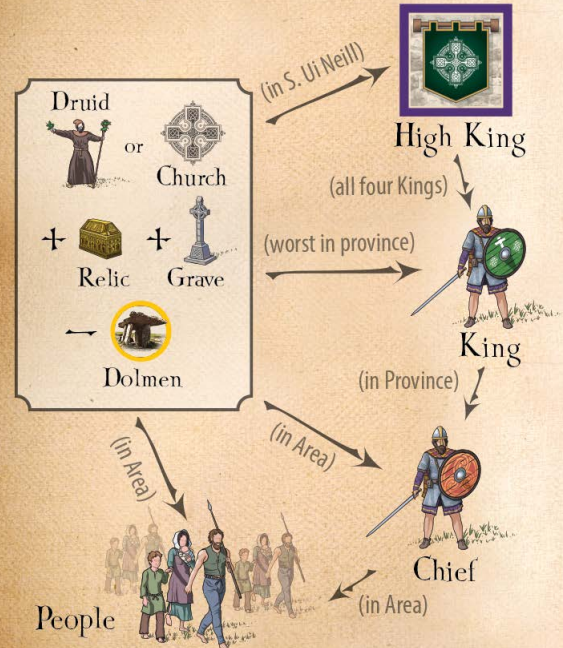 (in S. Ui Neill)
High King
Druid
or
Church
(all four Kings)
+
Relic
+
Grave
(worst in province)
King
-
Dolmen
(in Province)
(in Area)
(in Area)
Chief
(in Area)
People